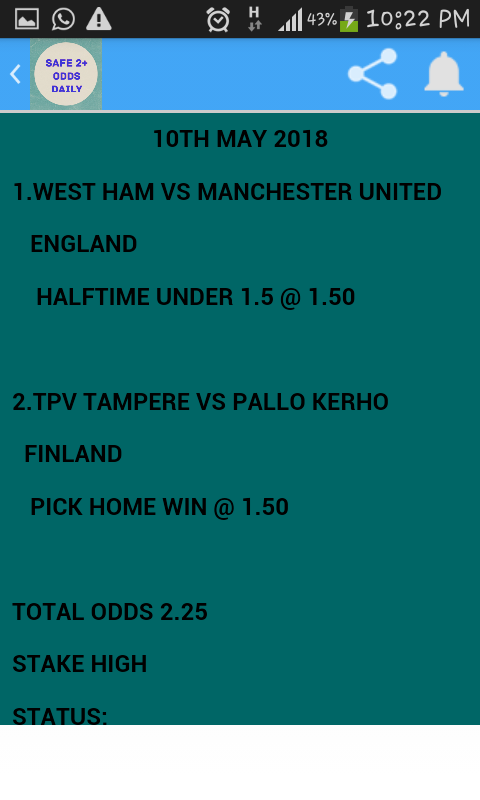 H
43%
10:22 PM
SAFE 2+
ODDS
DAILY
10TH MAY 2018
1.WEST HAM VS MANCHESTER UNITED
ENGLAND
HALFTIME UNDER 1.5 @ 1.50
2.TPV TAMPERE VS PALLO KERHO
FINLAND
PICK HOME WIN @ 1.50
TOTAL ODDS 2.25
STAKE HIGH
STATUS: